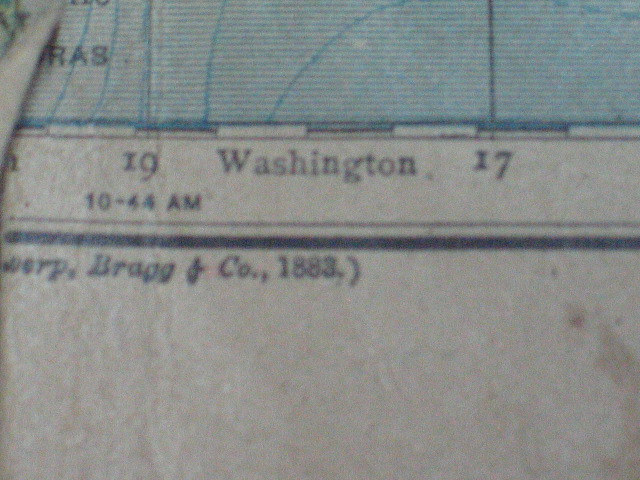 RAS
19 Washington 17
10-44 AM
werp, Bragg & Co., 1883.)